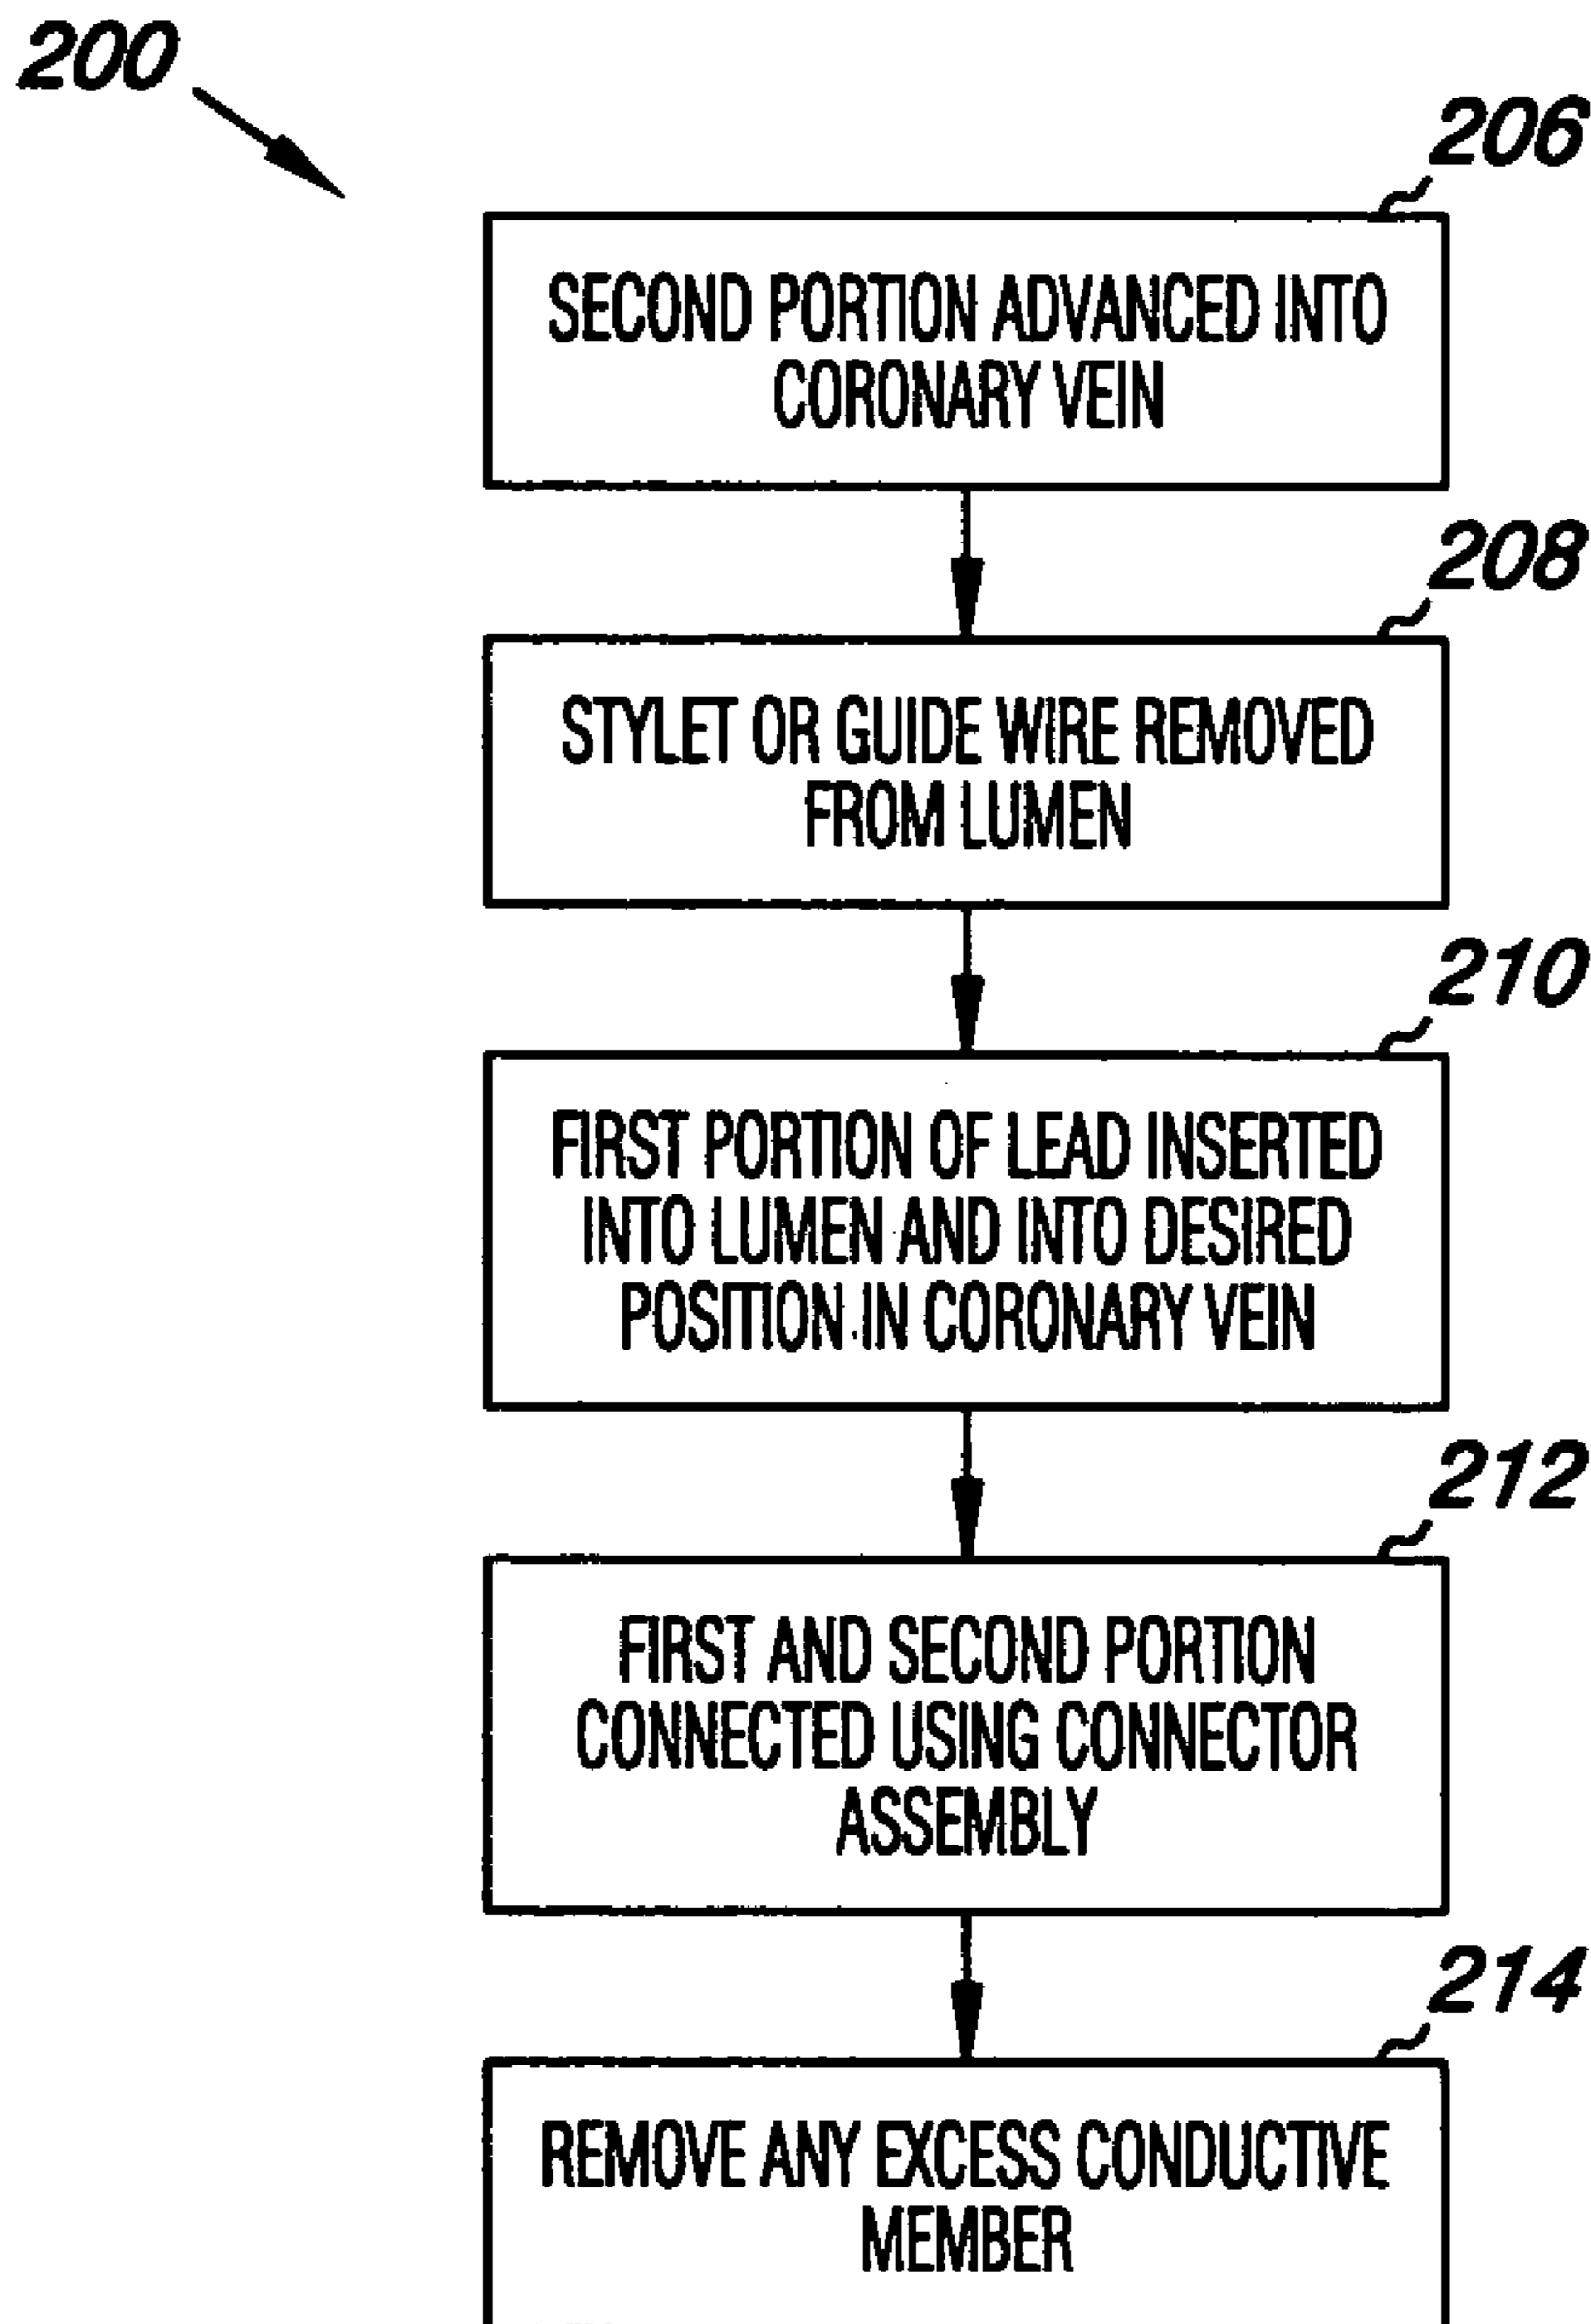 200
206
SECOND PORTION ADVANCED INTO
CORONARY VEIN
208
STYLET OR GUIDE WIRE REMOVED
FROM LUMEN
210
FIRST PORTION OF LEAD INSERTED
INTO LUMEN AND INTO DESIRED
POSITION IN CORONARY VEIN
212
FIRST AND SECOND PORTION
CONNECTED USING CONNECTOR
ASSEMBLY
214
REMOVE ANY EXCESS CONDUCTIVE
MEMBER